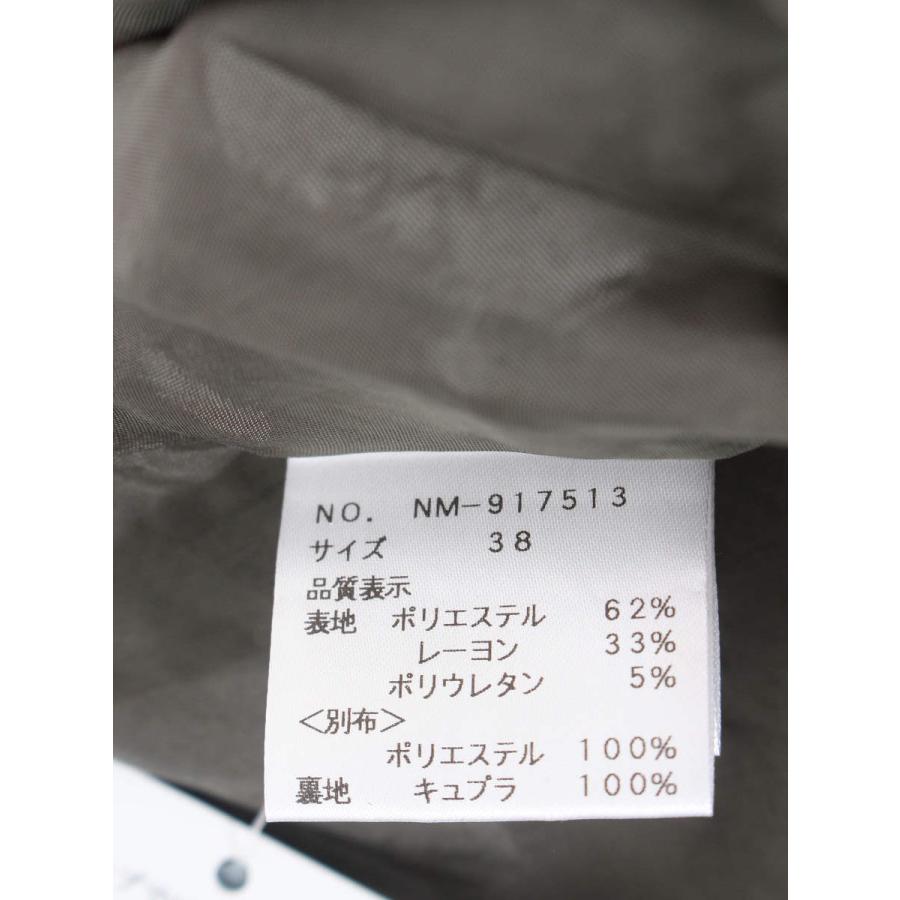 NO. NM-917513
サイズ 38
品質表示
表地 ポリエステル 62%
レーヨン 33%
ポリウレタン 5%
<別布>
ポリエステル 100%
裏地 キュプラ 100%